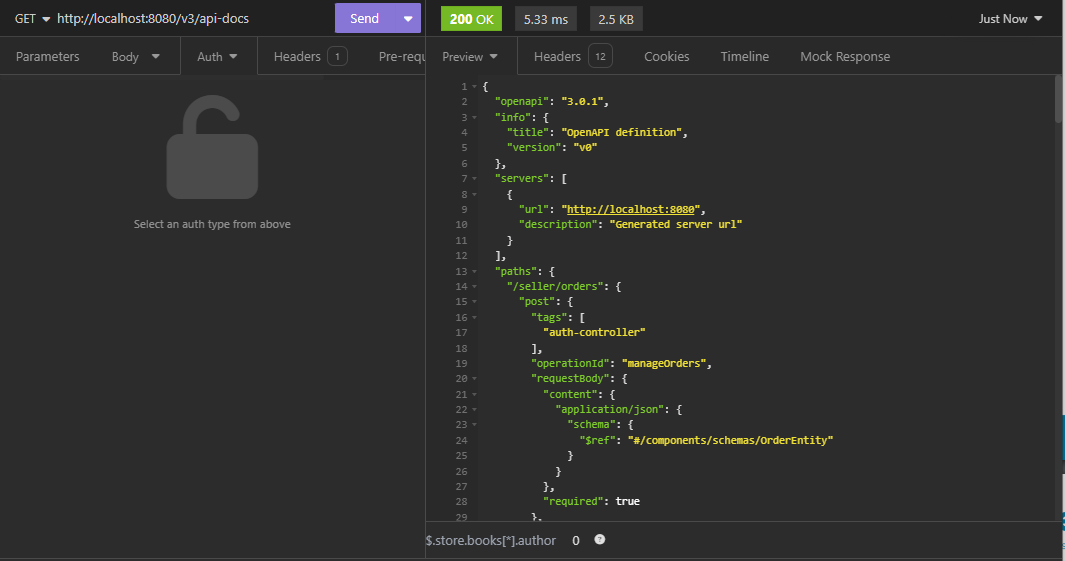 GET http://localhost:8080/v3/api-docs Send 200 OK 5.33 ms 2.5 KB Just Now
Parameters Body Auth Headers 1 Pre-requ Preview Headers 12 Cookies Timeline Mock Response
Select an auth type from above
1 {
2 "openapi": "3.0.1",
3 "info": {
4 "title": "OpenAPI definition",
5 "version": "v0"
6 },
7 "servers": [
8 {
9 "url": "http://localhost:8080",
10 "description": "Generated server url"
11 }
12 ],
13 "paths": {
14 "/seller/orders": {
15 "post": {
16 "tags": [
17 "auth-controller"
18 ],
19 "operationId": "manageOrders",
20 "requestBody": {
21 "content": {
22 "application/json": {
23 "schema": {
24 "$ref": "#/components/schemas/OrderEntity"
25 }
26 }
27 },
28 "required": true
29 },
$.store.books[*].author 0 ?